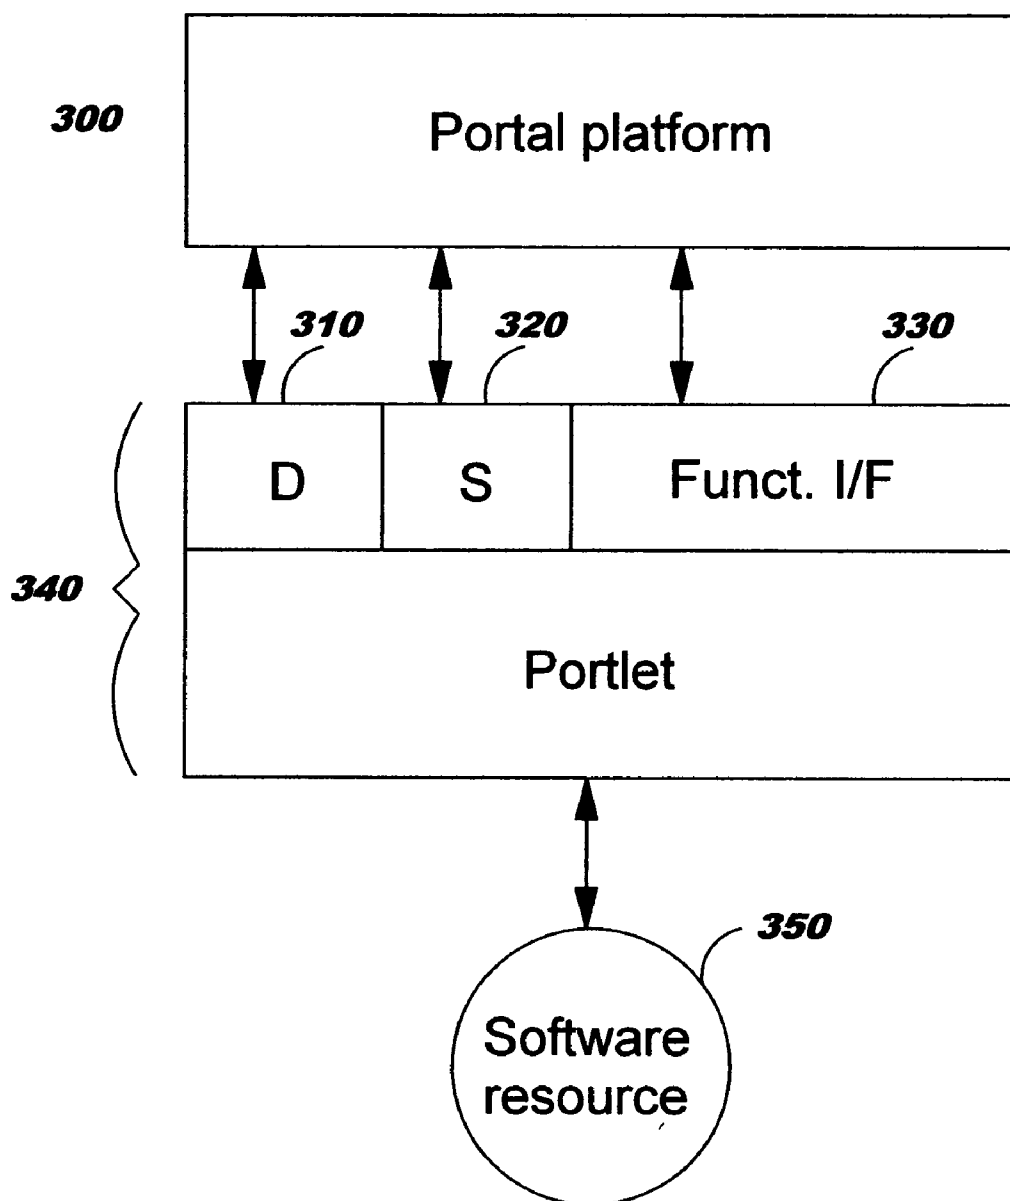 300
Portal platform
310
320
330
D
S
Funct. I/F
340
Portlet
350
Software
resource